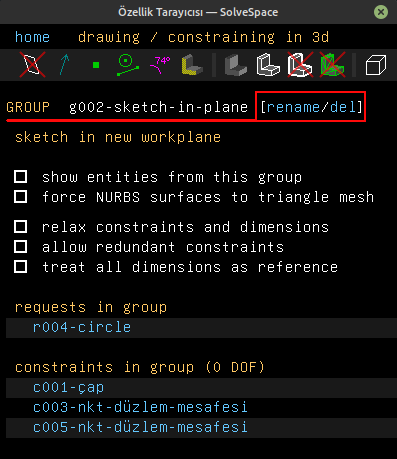 Özellik Tarayıcısı — SolveSpace
home drawing / constraining in 3d
GROUP g002-sketch-in-plane [rename/del]
sketch in new workplane
show entities from this group
force NURBS surfaces to triangle mesh
relax constraints and dimensions
allow redundant constraints
treat all dimensions as reference
requests in group
r004-circle
constraints in group (0 DOF)
c001-çap
c003-nkt-düzlem-mesafesi
c005-nkt-düzlem-mesafesi